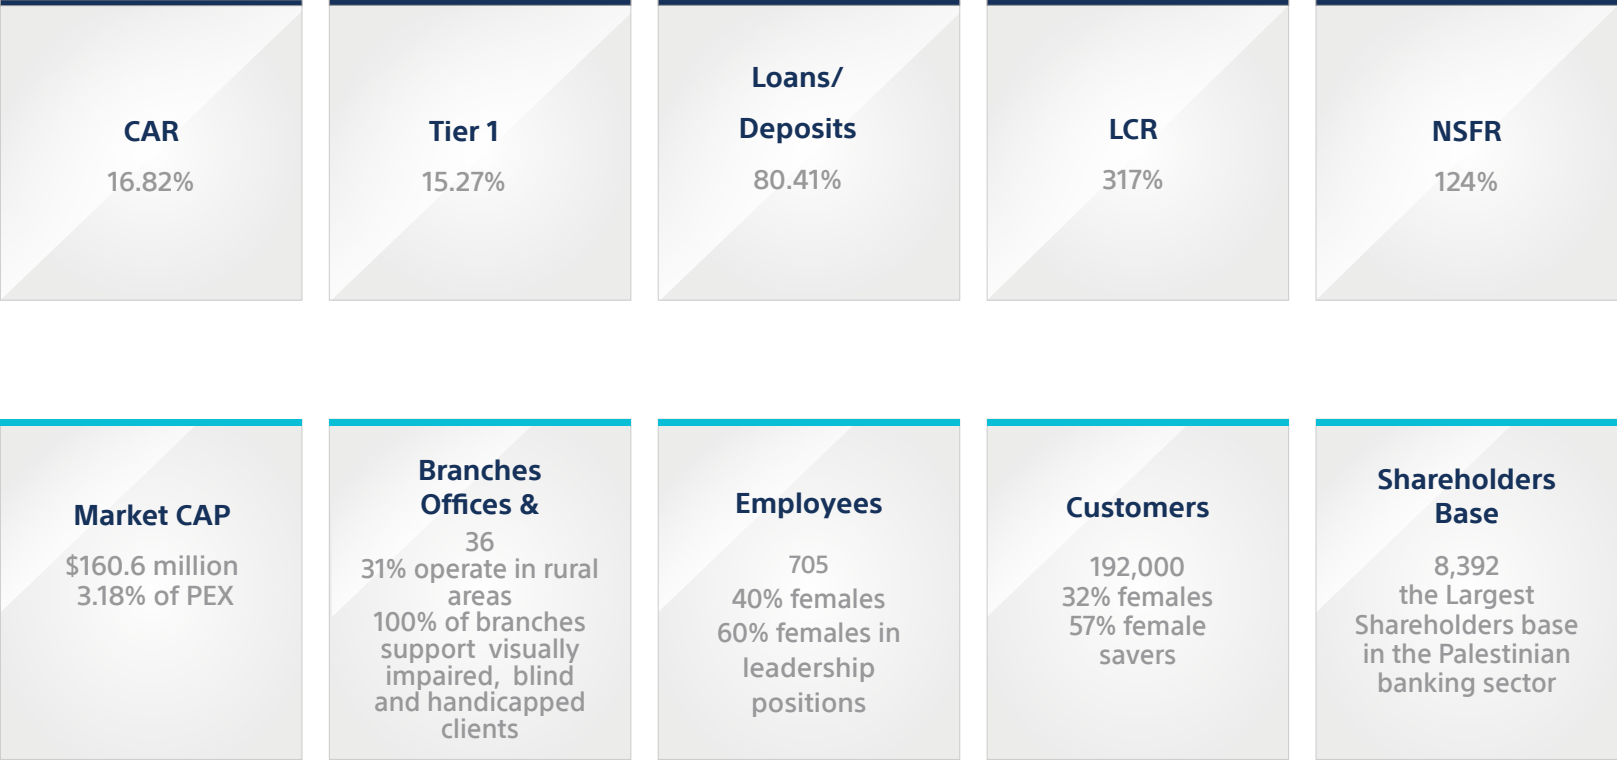 CAR
16.82%
Tier 1
15.27%
Loans/
Deposits
80.41%
LCR
317%
NSFR
124%
Market CAP
$160.6 million
3.18% of PEX
Branches
Offices &
36
31% operate in rural
areas
100% of branches
support visually
impaired, blind
and handicapped
clients
Employees
705
40% females
60% females in
leadership
positions
Customers
192,000
32% females
57% female
savers
Shareholders
Base
8,392
the Largest
Shareholders base
in the Palestinian
banking sector